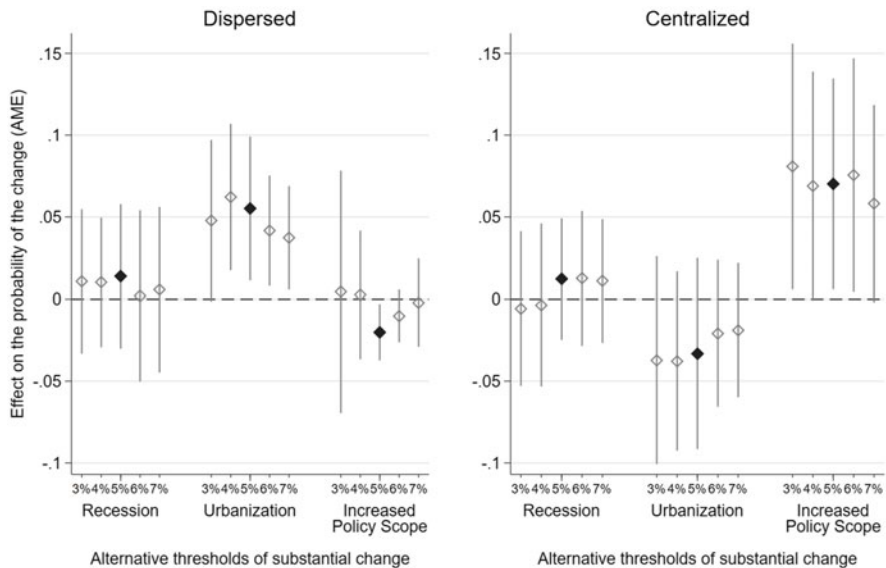 Dispersed
Centralized
Effect on the probability of the change (AME)
.15
.1
.05
0
-.05
-.1
3%4%5%6%7%
3%4%5%6%7%
3%4%5%6%7%
Recession
Urbanization
Increased
Policy Scope
Alternative thresholds of substantial change
.15
.1
.05
0
-.05
-.1
3%4%5%6%7%
3%4%5%6%7%
3%4%5%6%7%
Recession
Urbanization
Increased
Policy Scope
Alternative thresholds of substantial change